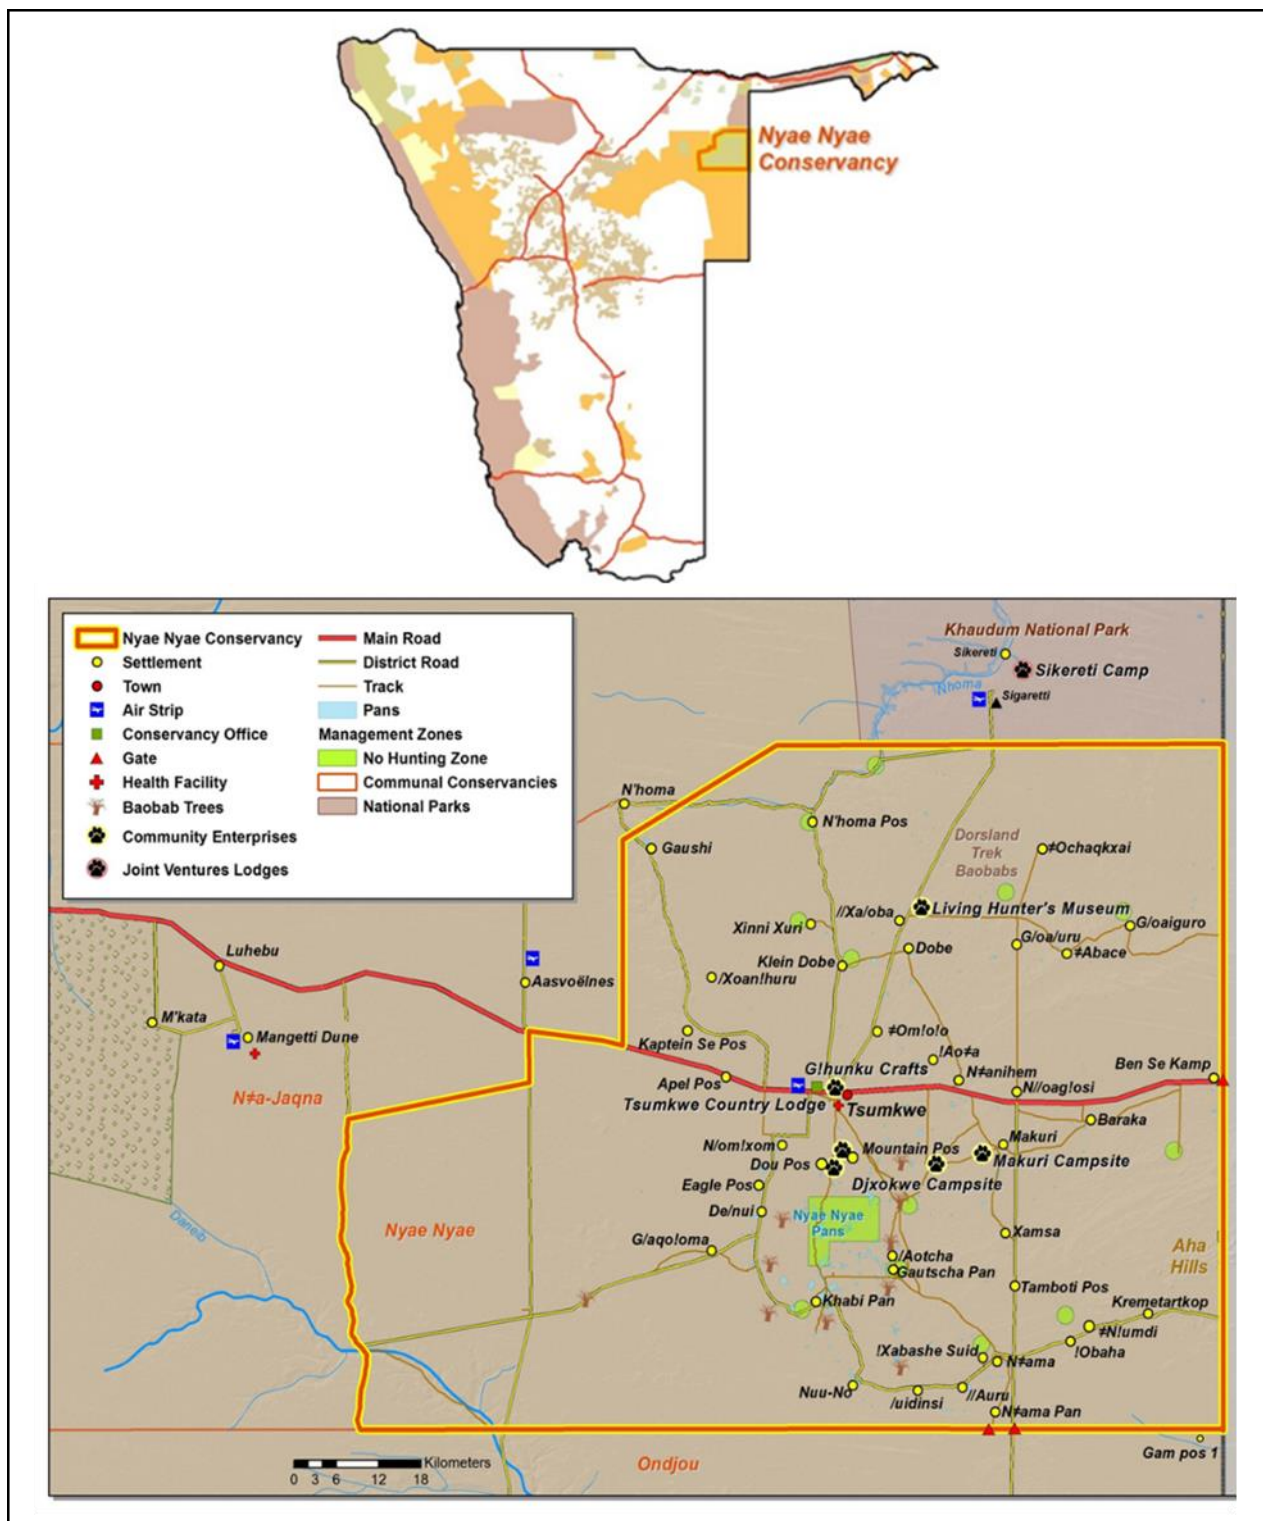 Nyae Nyae
Conservancy
Nyae Nyae Conservancy
Settlement
Town
Air Strip
Conservancy Office
Gate
Health Facility
Baobab Trees
Community Enterprises
Joint Ventures Lodges
Main Road
District Road
Track
Pans
Management Zones
No Hunting Zone
Communal Conservancies
National Parks
Khaudum National Park
Sikereti
Sikereti Camp
Nhoma
Sigaretti
N'homa
N'homa Pos
Gaushi
Dorsland
Trek
Baobabs
≠Ochaqkxai
//Xa/oba
Living Hunter's Museum
Xinni Xuri
G/oaiguro
G/oa/uru
Klein Dobe
Dobe
≠Abace
Luhebu
/Xoan!huru
Aasvoëlnes
M'kata
Mangetti Dune
Kaptein Se Pos
≠Om!o!o
!Ao≠a
G!hunku Crafts
Ben Se Kamp
Apel Pos
N≠anihem
N//oag!osi
N≠a-Jaqna
Tsumkwe Country Lodge
Tsumkwe
Baraka
N/om!xom
Mountain Pos
Makuri
Dou Pos
Makuri Campsite
Eagle Pos
Djxokwe Campsite
De/nui
Nyae Nyae
Pans
Daneb
Nyae Nyae
G/aqo!oma
Xamsa
Aha
Hills
/Aotcha
Gautscha Pan
Tamboti Pos
Khabi Pan
Kremetartkop
≠N!umdi
!Obaha
!Xabashe Suid
N≠ama
Nuu-No
/uidinsi
//Auru
N≠ama Pan
Gam pos 1
Ondjou
Kilometers
0 3 6 12 18